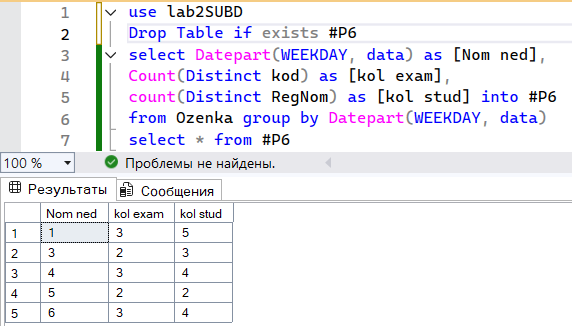 1 use lab2SUBD
2 Drop Table if exists #P6
3 select Datepart(WEEKDAY, data) as [Nom ned],
4 Count(Distinct kod) as [kol exam],
5 count(Distinct RegNom) as [kol stud] into #P6
6 from Ozenka group by Datepart(WEEKDAY, data)
7 select * from #P6
100 % Проблемы не найдены.
Результаты Сообщения
Nom ned kol exam kol stud
1 1 3 5
2 3 2 3
3 4 3 4
4 5 2 2
5 6 3 4